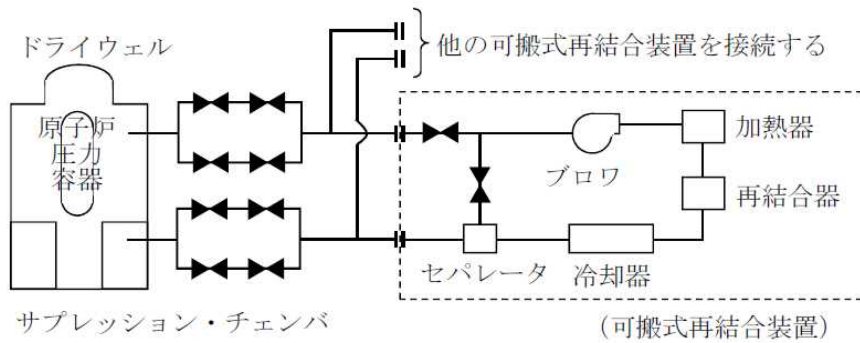 ドライウェル
他の可搬式再結合装置を接続する
原子炉
圧力
容器
加熱器
ブロワ
再結合器
セパレータ
冷却器
サプレッション・チェンバ
(可搬式再結合装置)